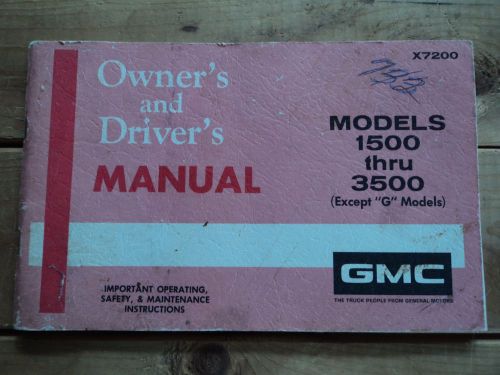 X7200
Owner's
and
Driver's
MANUAL
MODELS
1500
thru
3500
(Except "G" Models)
IMPORTANT OPERATING,
SAFETY, & MAINTENANCE
INSTRUCTIONS
GMC
THE TRUCK PEOPLE FROM GENERAL MOTORS